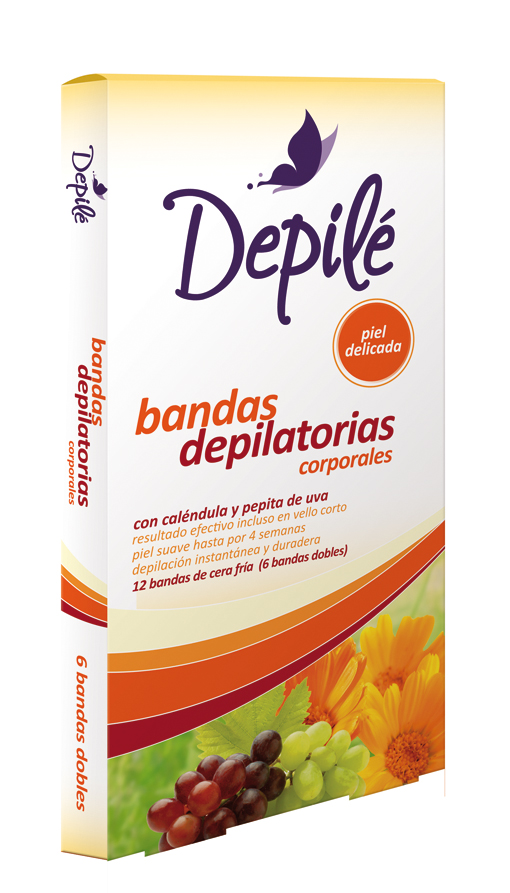 Depilé
piel
delicada
bandas
depilatorias
corporales
con caléndula y pepita de uva
resultado efectivo incluso en vello corto
piel suave hasta por 4 semanas
depilación instantánea y duradera
12 bandas de cera fría (6 bandas dobles)
Depilé
bandas
depilatorias
corporales
6 bandas dobles